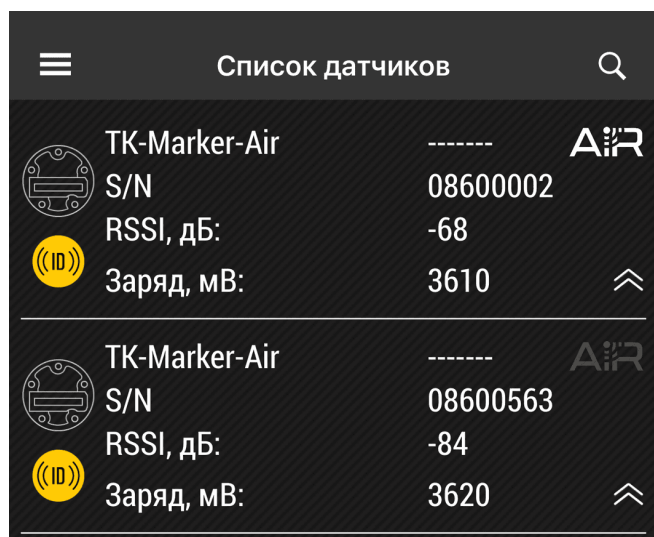 Список датчиков
TK-Marker-Air ------- AIR
S/N 08600002
RSSI, дБ: -68
((ID))
Заряд, мВ: 3610
TK-Marker-Air ------- AIR
S/N 08600563
RSSI, дБ: -84
((ID))
Заряд, мВ: 3620